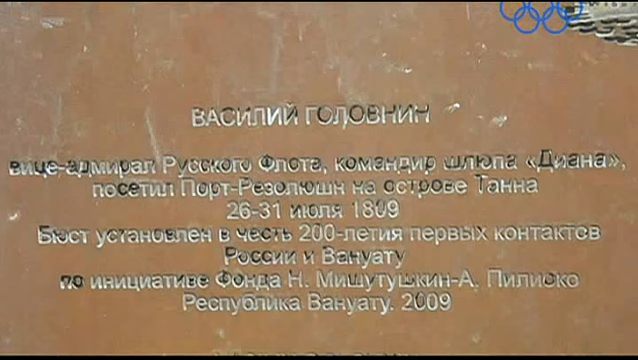 ВАСИЛИЙ ГОЛОВНИН
вице-адмирал Русского Флота, командир шлюпа «Диана»,
посетил Порт-Резолюшн на острове Танна
26-31 июля 1809
Бюст установлен в честь 200-летия первых контактов
России и Вануату
по инициативе Фонда Н. Мишутушкин-А. Пилиоко
Республика Вануату. 2009